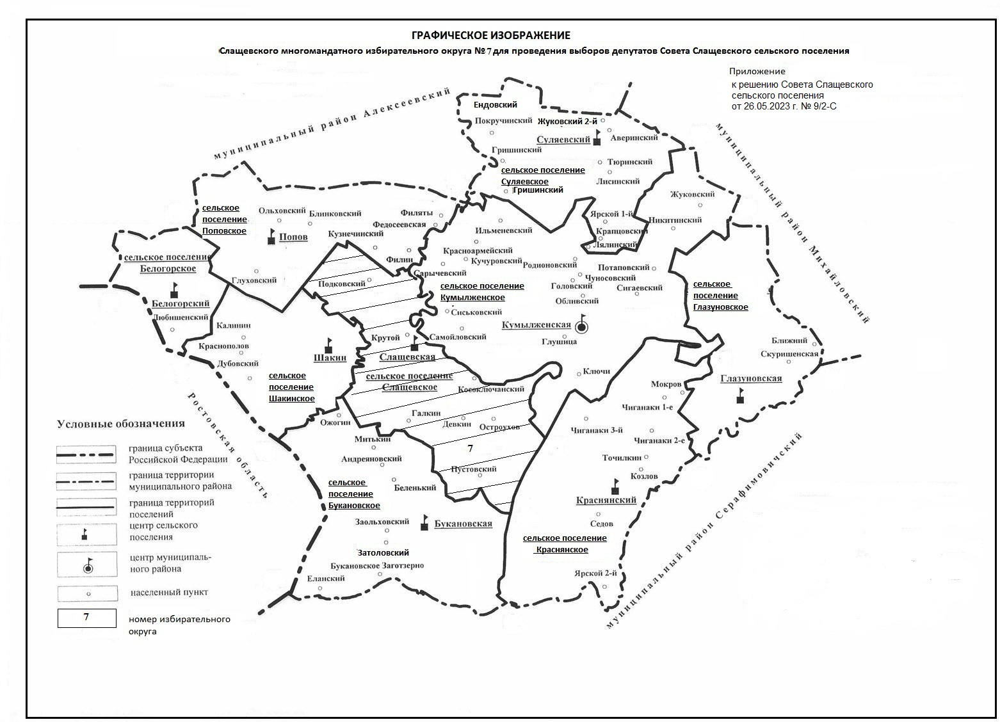 ГРАФИЧЕСКОЕ ИЗОБРАЖЕНИЕ
Слащевского многомандатного избирательного округа № 7 для проведения выборов депутатов Совета Слащевского сельского поселения
Приложение
к решению Совета Слащевского
сельского поселения
от 26.05.2023 г. № 9/2-С
муниципальный район Алексеевский
муниципальный район Михайловский
Ендовский
Покручинский
Жуковский 2-й
Суляевский
Аверинский
Гришинский
Тюринский
сельское поселение
Суляевское
Лисинский
Гришинский
Жуковский
сельское
поселение
Поповское
Ольховский
Блинковский
Филяты
Федосеевская
Кузнечинский
Попов
Филин
Глуховский
Ильменевский
Ярской 1-й
Никитинский
Крапцовский
Лялинский
Красноармейский
Кучуровский
Родионовский
Сарычевский
Потаповский
Чуносовский
Головский
Сигаевский
Обливский
сельское поселение
Кумылженское
сельское
поселение
Глазуновское
сельское поселение
Белогорское
Белогорский
Любишенский
Подковский
Сиськовский
Кумылженская
Самойловский
Глушица
Калинин
Краснополов
Дубовский
Шакин
Крутой
Слащевская
Ближний
Скуришенская
сельское
поселение
Шакинское
сельское поселение
Слащевское
Косоключанский
Ключи
Глазуновская
Мокров
Чиганаки 1-е
Ожогин
Галкин
Девкин
Остроухов
Чиганаки 3-й
Чиганаки 2-е
Митькин
7
Андреяновский
Точилкин
Козлов
Пустовский
сельское
поселение
Букановское
Беленький
Краснянский
Заольховский
Букановская
Седов
сельское поселение
Краснянское
Затоловский
Букановское Заготзерно
Еланский
Ярской 2-й
Ростовская область
муниципальный район Серафимовичский
Условные обозначения
граница субъекта
Российской Федерации
граница территории
муниципального района
граница территорий
поселений
центр сельского
поселения
центр муниципаль-
ного района
населенный пункт
7
номер избирательного
округа